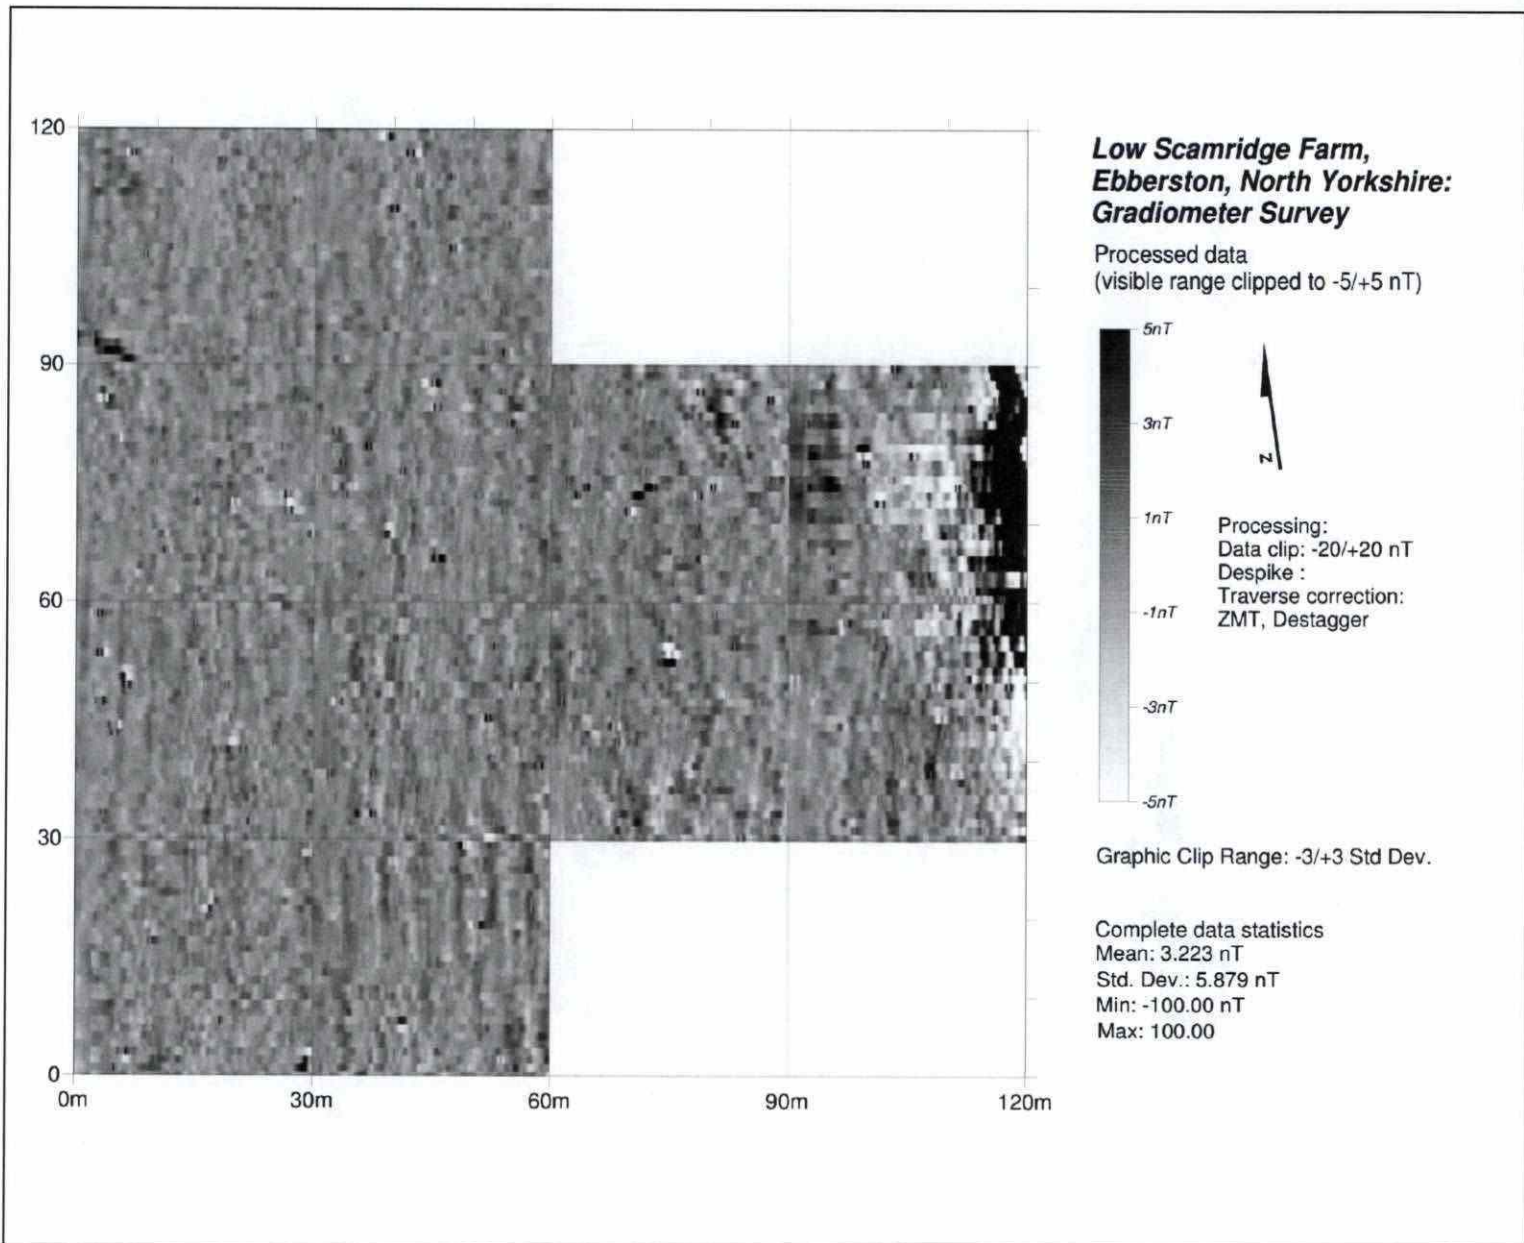 Low Scamridge Farm,
Ebberston, North Yorkshire:
Gradiometer Survey
Processed data
(visible range clipped to -5/+5 nT)
5nT
3nT
1nT
-1nT
-3nT
-5nT
N
Processing:
Data clip: -20/+20 nT
Despike :
Traverse correction:
ZMT, Destagger
Graphic Clip Range: -3/+3 Std Dev.
Complete data statistics
Mean: 3.223 nT
Std. Dev.: 5.879 nT
Min: -100.00 nT
Max: 100.00
120
90
60
30
0
0m 30m 60m 90m 120m